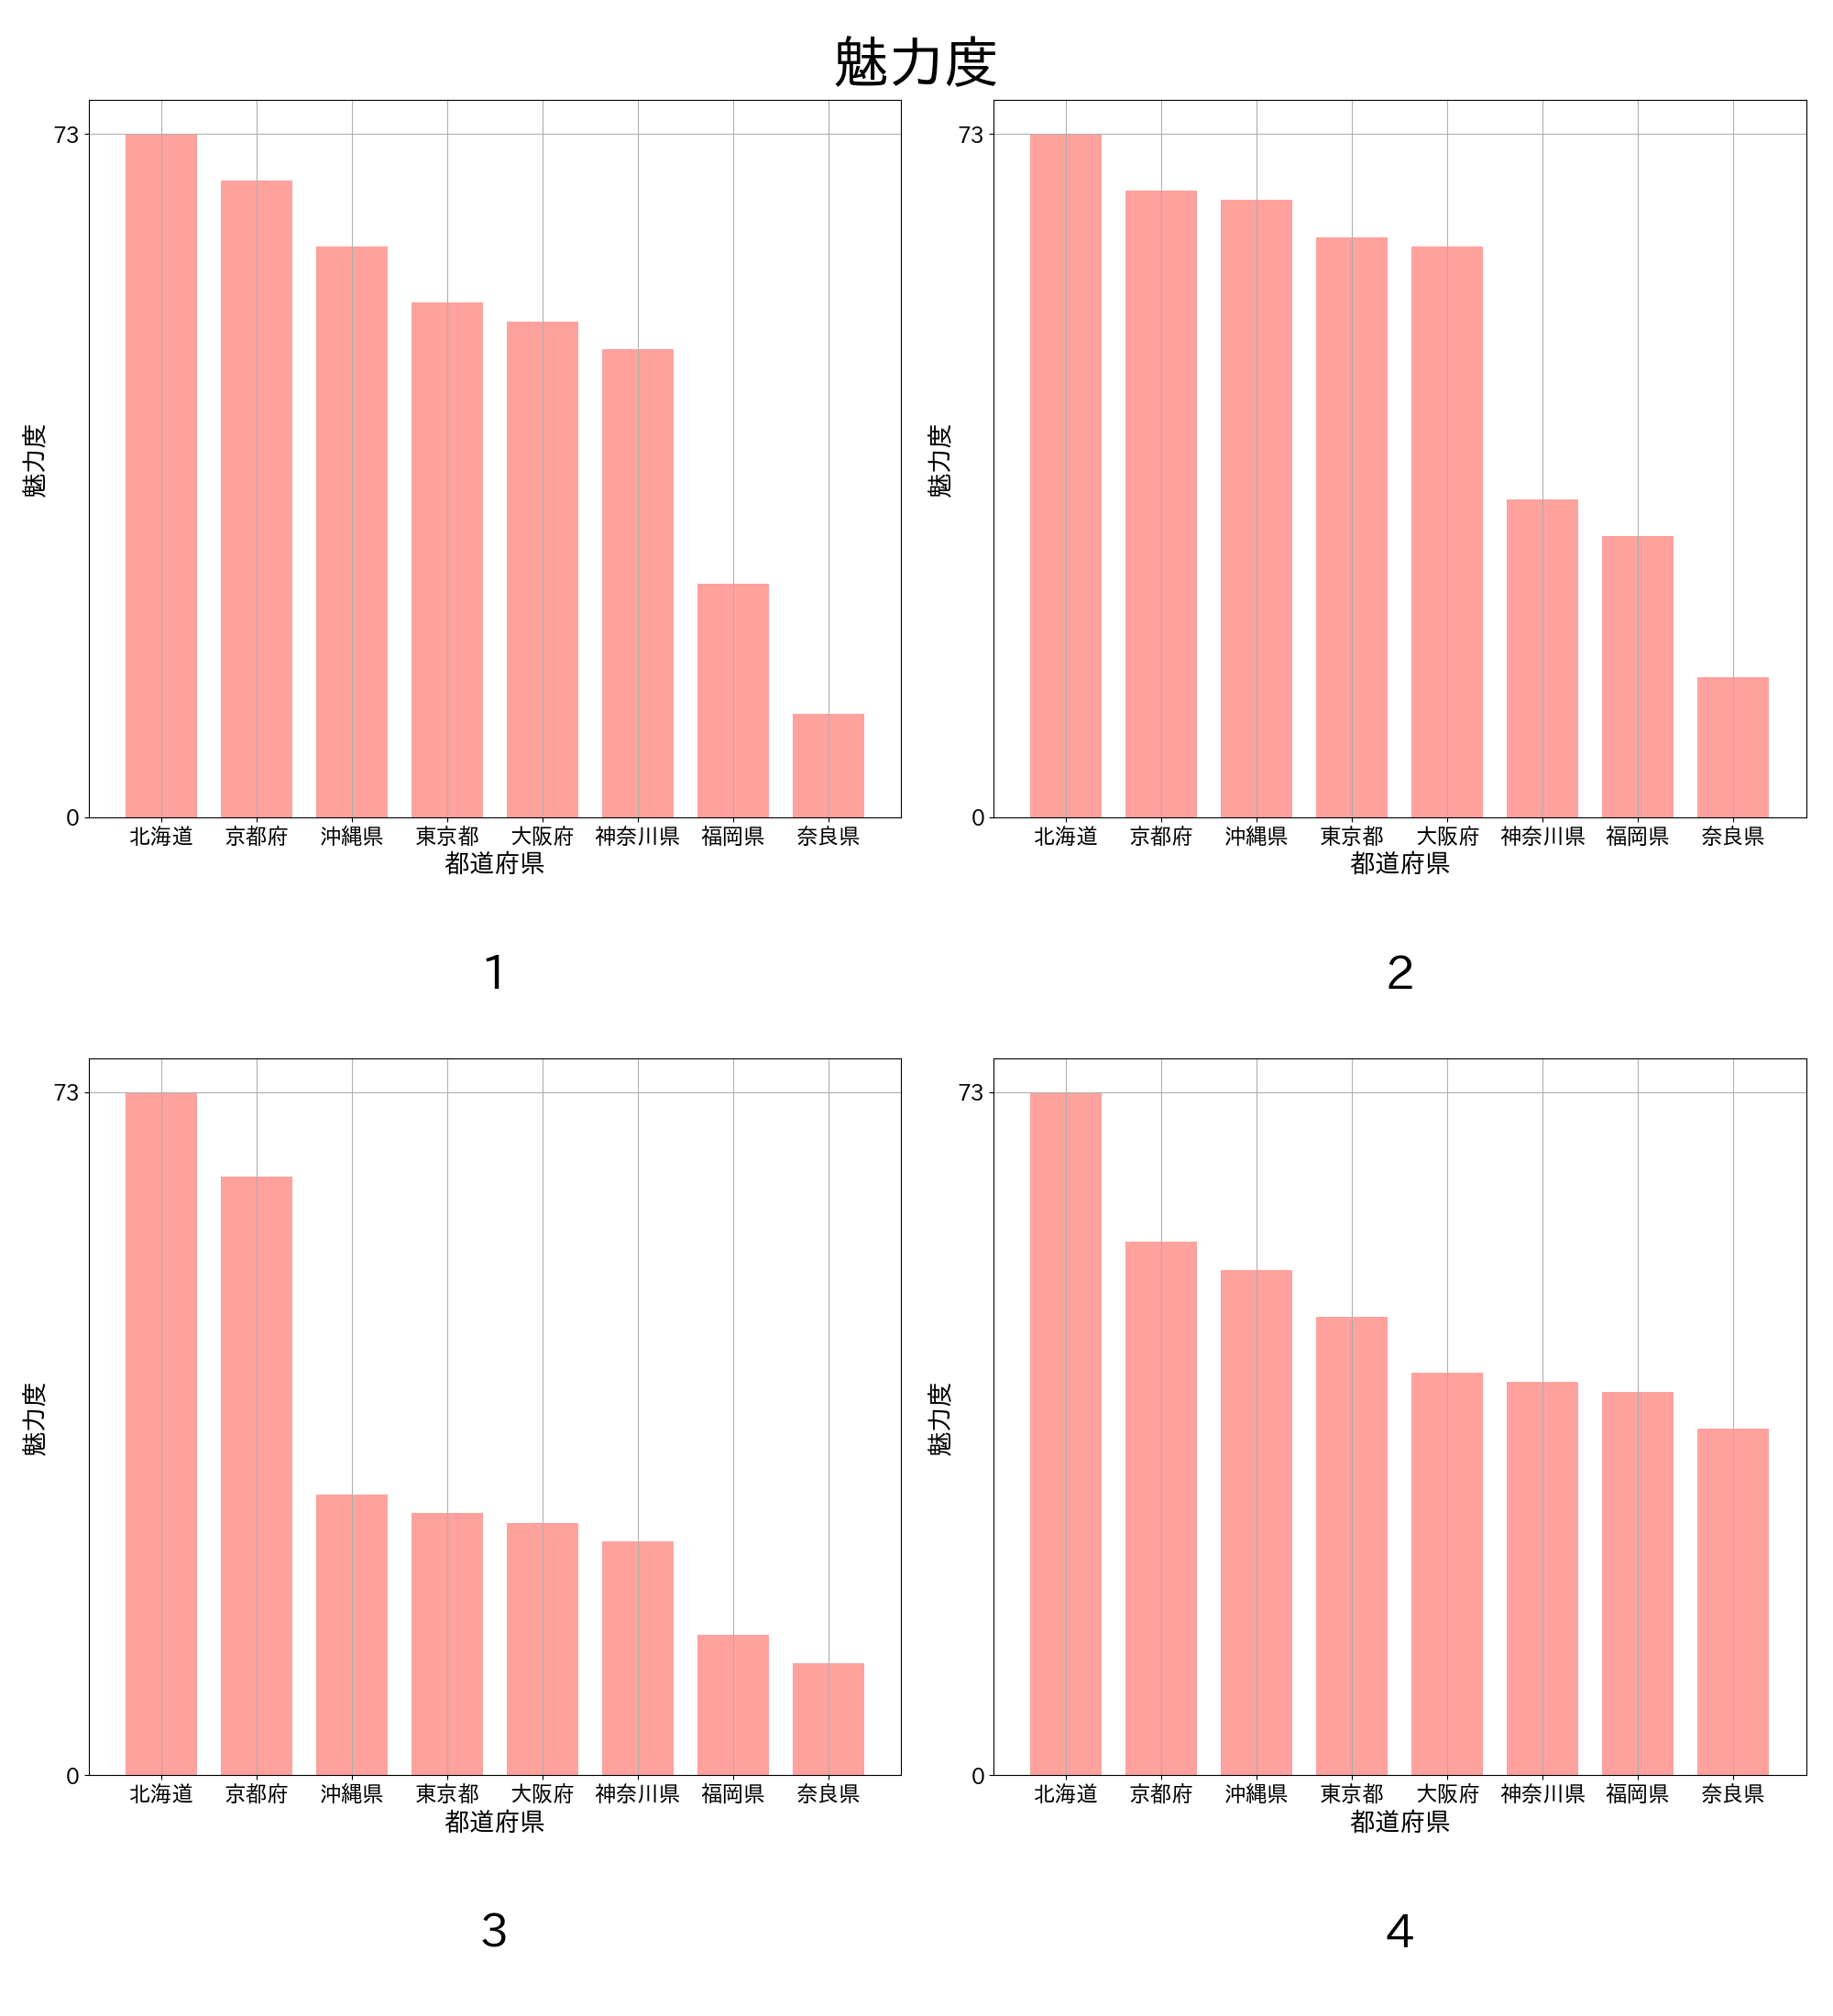 魅力度
73
0
魅力度
北海道 京都府 沖縄県 東京都 大阪府 神奈川県 福岡県 奈良県
都道府県
1
73
0
魅力度
北海道 京都府 沖縄県 東京都 大阪府 神奈川県 福岡県 奈良県
都道府県
2
73
0
魅力度
北海道 京都府 沖縄県 東京都 大阪府 神奈川県 福岡県 奈良県
都道府県
3
73
0
魅力度
北海道 京都府 沖縄県 東京都 大阪府 神奈川県 福岡県 奈良県
都道府県
4